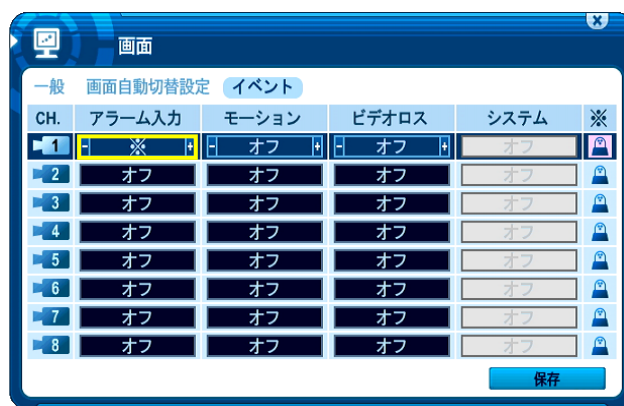 画面
一般 画面自動切替設定 イベント
CH. アラーム入力 モーション ビデオロス システム ※
1 - ※ + - オフ + - オフ + オフ
2 オフ オフ オフ オフ
3 オフ オフ オフ オフ
4 オフ オフ オフ オフ
5 オフ オフ オフ オフ
6 オフ オフ オフ オフ
7 オフ オフ オフ オフ
8 オフ オフ オフ オフ
保存